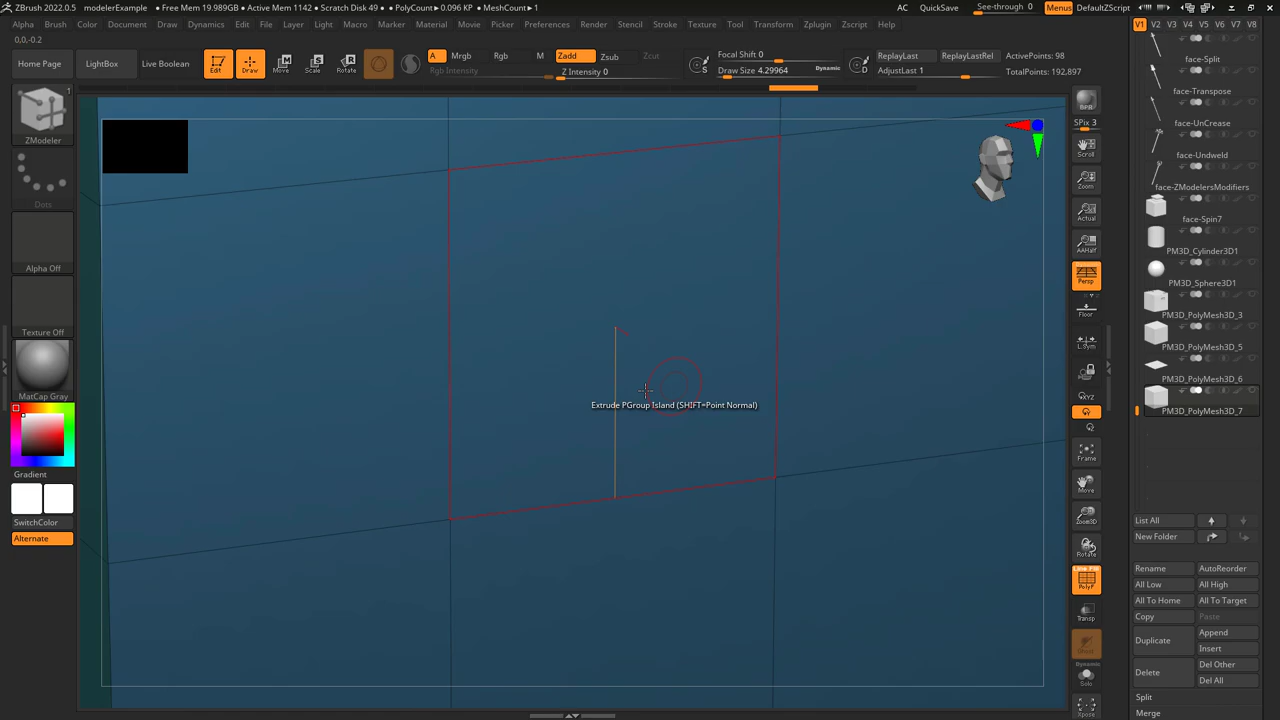 ZBrush 2022.0.5 modelerExample • Free Mem 19.989GB • Active Mem 1142 • Scratch Disk 49 • PolyCount▸0.096 KP • MeshCount▸1 AC QuickSave See-through 0 Menus DefaultZScript
Alpha Brush Color Document Draw Dynamics Edit File Layer Light Macro Marker Material Movie Picker Preferences Render Stencil Stroke Texture Tool Transform Zplugin Zscript Help
V1 V2 V3 V4 V5 V6 V7 V8
0,0,-0.2
Home Page LightBox Live Boolean Edit Draw Move Scale Rotate
A Mrgb Rgb M Zadd Zsub Zcut
Rgb Intensity Z Intensity 0
Focal Shift 0
Draw Size 4.29964 Dynamic
S D
ReplayLast ReplayLastRel ActivePoints: 98
AdjustLast 1 TotalPoints: 192,897
1
ZModeler
Dots
Alpha Off
Texture Off
MatCap Gray
Gradient
SwitchColor
Alternate
Extrude PGroup Island (SHIFT=Point Normal)
BPR
SPix 3
Scroll
Zoom
Actual
AAHalf
Persp
Floor
L.Sym
XYZ
Y
Z
Frame
Move
Zoom3D
Rotate
Line Fill
PolyF
Transp
Ghost
Dynamic
Solo
Xpose
face-Split
face-Transpose
face-UnCrease
face-Undweld
face-ZModelersModifiers
face-Spin7
PM3D_Cylinder3D1
PM3D_Sphere3D1
PM3D_PolyMesh3D_3
PM3D_PolyMesh3D_5
PM3D_PolyMesh3D_6
PM3D_PolyMesh3D_7
List All
New Folder
Rename AutoReorder
All Low All High
All To Home All To Target
Copy Paste
Duplicate Append
Insert
Delete Del Other
Del All
Split
Merge